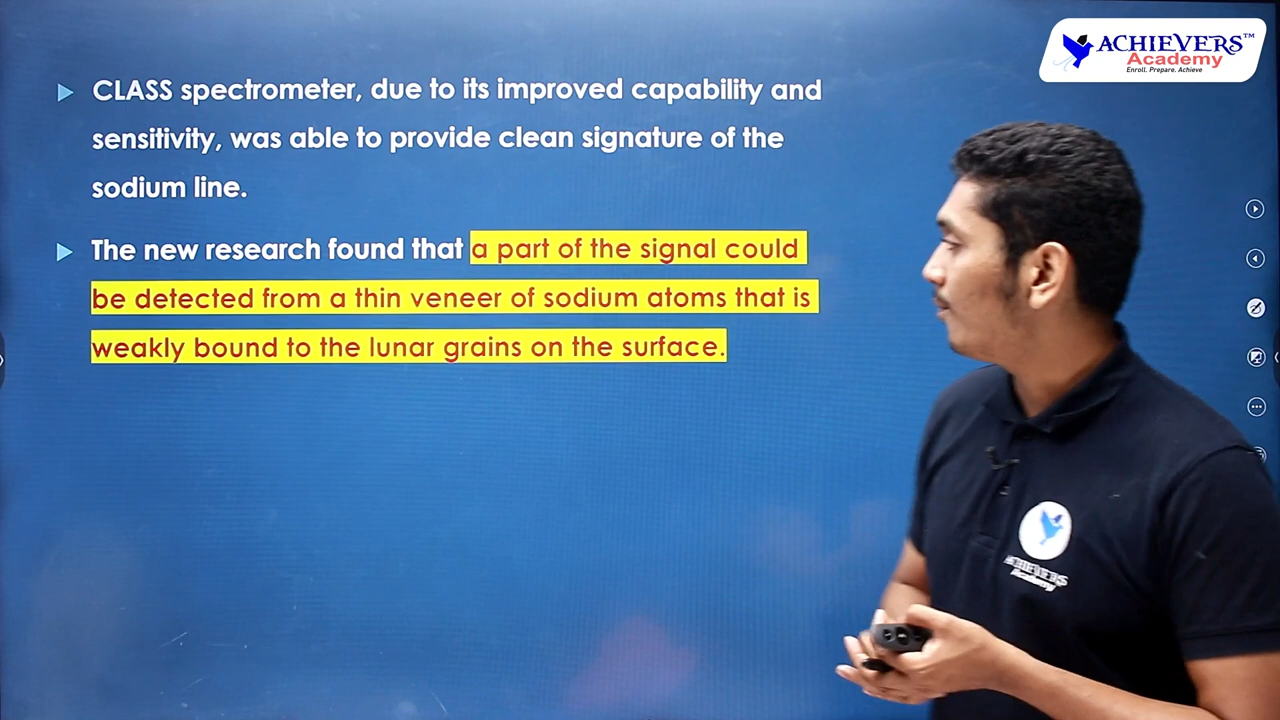 ACHIEVERS™
Academy
Enroll. Prepare. Achieve
CLASS spectrometer, due to its improved capability and
sensitivity, was able to provide clean signature of the
sodium line.
The new research found that a part of the signal could
be detected from a thin veneer of sodium atoms that is
weakly bound to the lunar grains on the surface.
ACHIEVERS
Academy